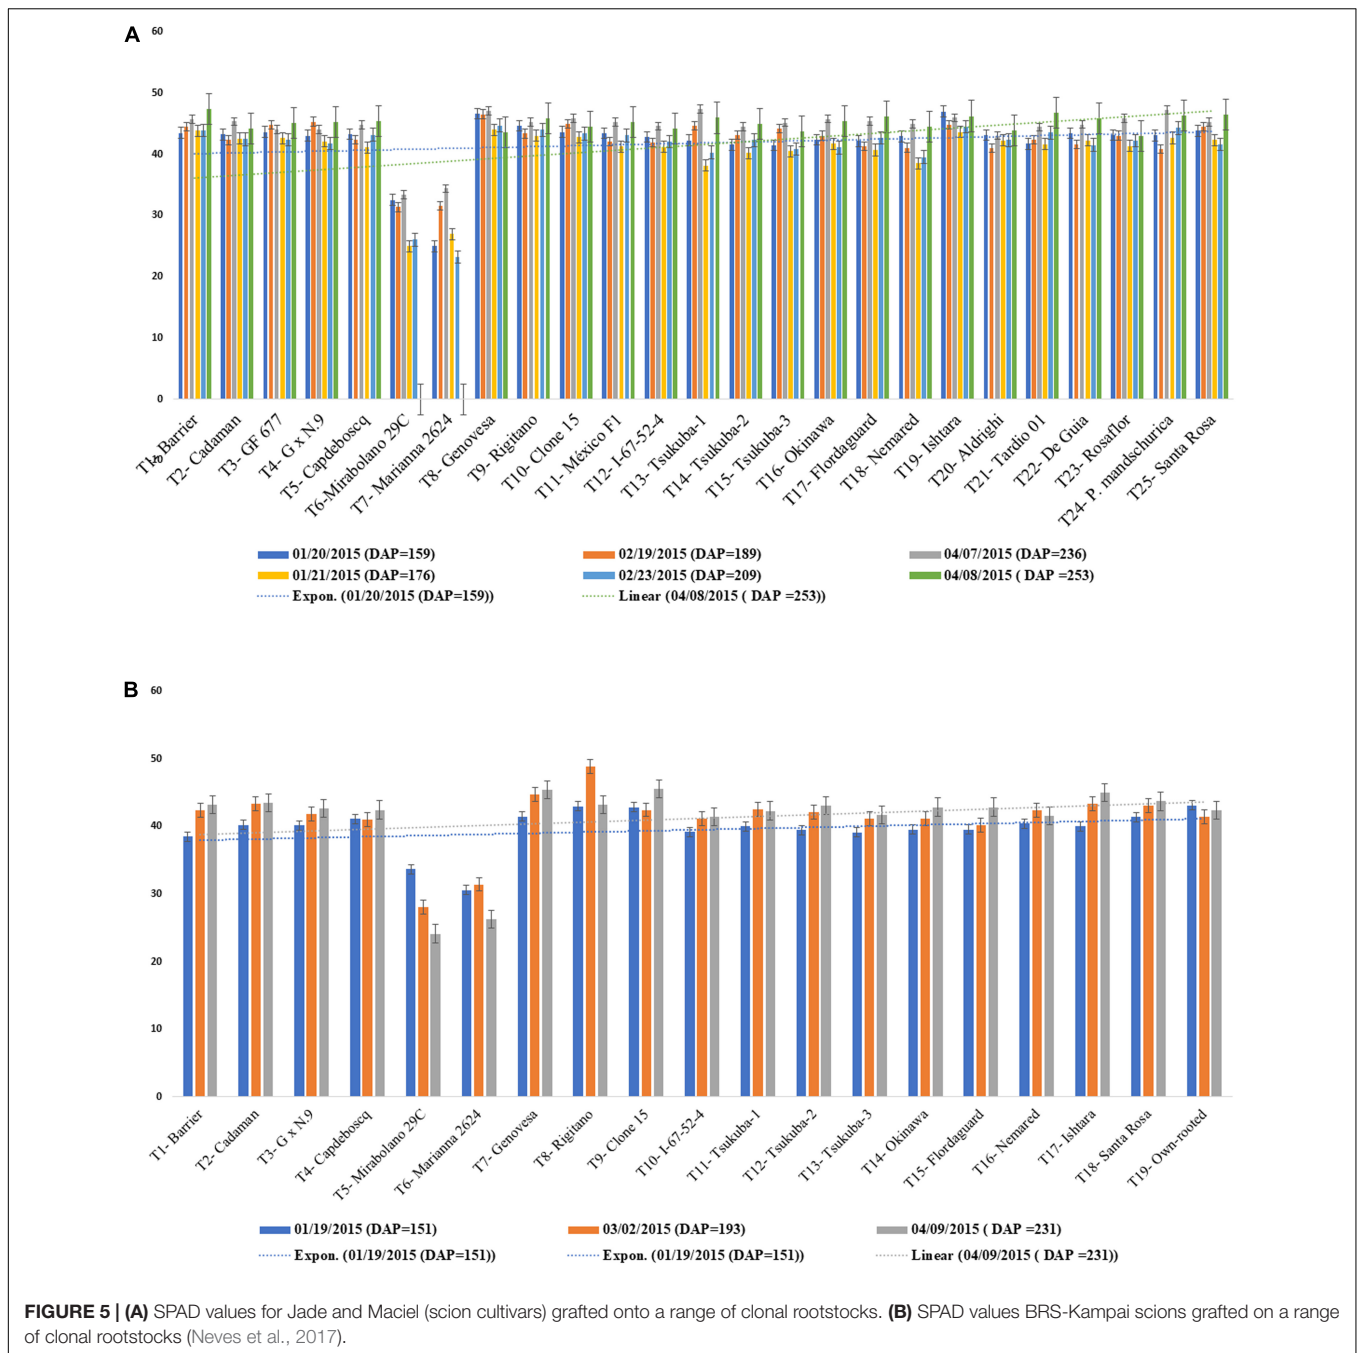 A
60
50
40
30
20
10
0
T1- Barrier
T2- Cadaman
T3- GF 677
T4- G x N.9
T5- Capdeboscq
T6-Mirabolano 29C
T7- Marianna 2624
T8- Genovesa
T9- Rigitano
T10- Clone 15
T11- México F1
T12- I-67-52-4
T13- Tsukuba-1
T14- Tsukuba-2
T15- Tsukuba-3
T16- Okinawa
T17- Flordaguard
T18- Nemared
T19- Ishtara
T20- Aldrighi
T21- Tardio 01
T22- De Guia
T23- Rosaflor
T24- P. mandschurica
T25- Santa Rosa
01/20/2015 (DAP=159) 02/19/2015 (DAP=189) 04/07/2015 (DAP=236)
01/21/2015 (DAP=176) 02/23/2015 (DAP=209) 04/08/2015 ( DAP =253)
Expon. (01/20/2015 (DAP=159)) Linear (04/08/2015 ( DAP =253))
B
60
50
40
30
20
10
0
T1- Barrier
T2- Cadaman
T3- G x N.9
T4- Capdeboscq
T5- Mirabolano 29C
T6- Marianna 2624
T7- Genovesa
T8- Rigitano
T9- Clone 15
T10- I-67-52-4
T11- Tsukuba-1
T12- Tsukuba-2
T13- Tsukuba-3
T14- Okinawa
T15- Flordaguard
T16- Nemared
T17- Ishtara
T18- Santa Rosa
T19- Own-rooted
01/19/2015 (DAP=151) 03/02/2015 (DAP=193) 04/09/2015 ( DAP =231)
Expon. (01/19/2015 (DAP=151)) Expon. (01/19/2015 (DAP=151)) Linear (04/09/2015 ( DAP =231))
FIGURE 5 | (A) SPAD values for Jade and Maciel (scion cultivars) grafted onto a range of clonal rootstocks. (B) SPAD values BRS-Kampai scions grafted on a range
of clonal rootstocks (Neves et al., 2017).